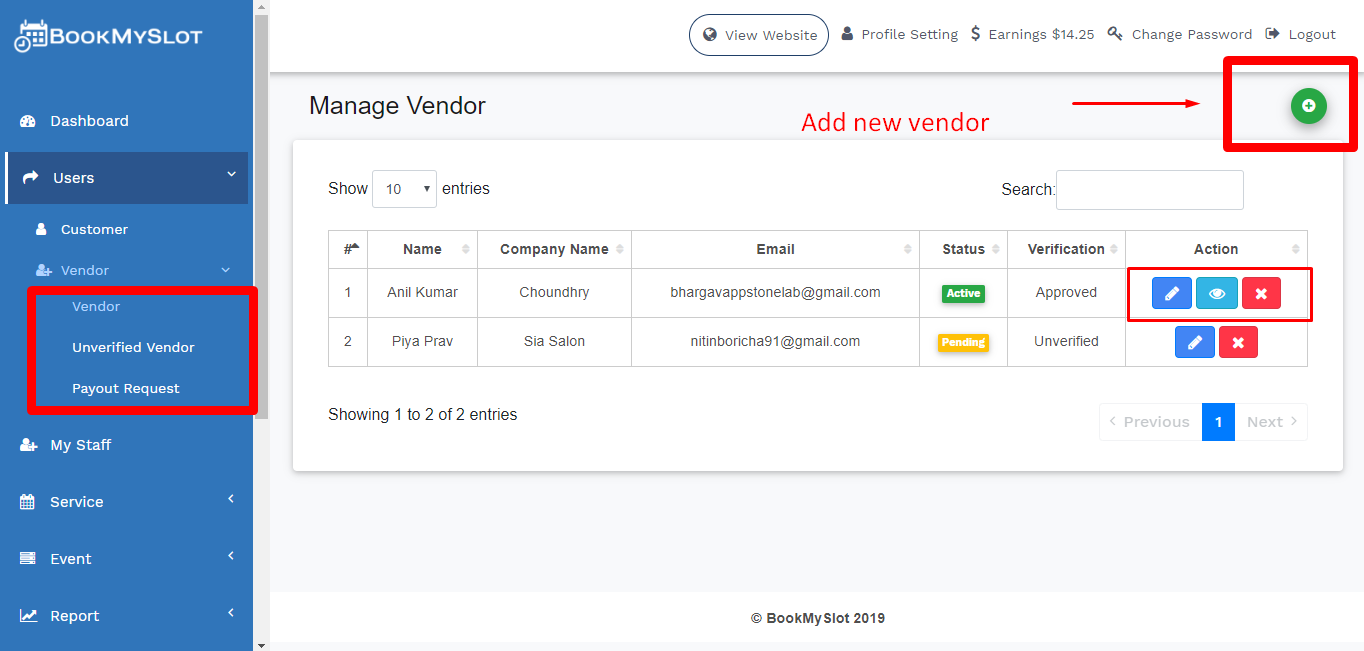 BOOKMYSLOT
View Website Profile Setting $ Earnings $14.25 Change Password Logout
Dashboard
Users
Customer
Vendor
Vendor
Unverified Vendor
Payout Request
My Staff
Service
Event
Report
Manage Vendor
Add new vendor
Show 10 entries
Search:
# Name Company Name Email Status Verification Action
1 Anil Kumar Choundhry bhargavappstonelab@gmail.com Active Approved
2 Piya Prav Sia Salon nitinboricha91@gmail.com Pending Unverified
Showing 1 to 2 of 2 entries
Previous 1 Next
© BookMySlot 2019